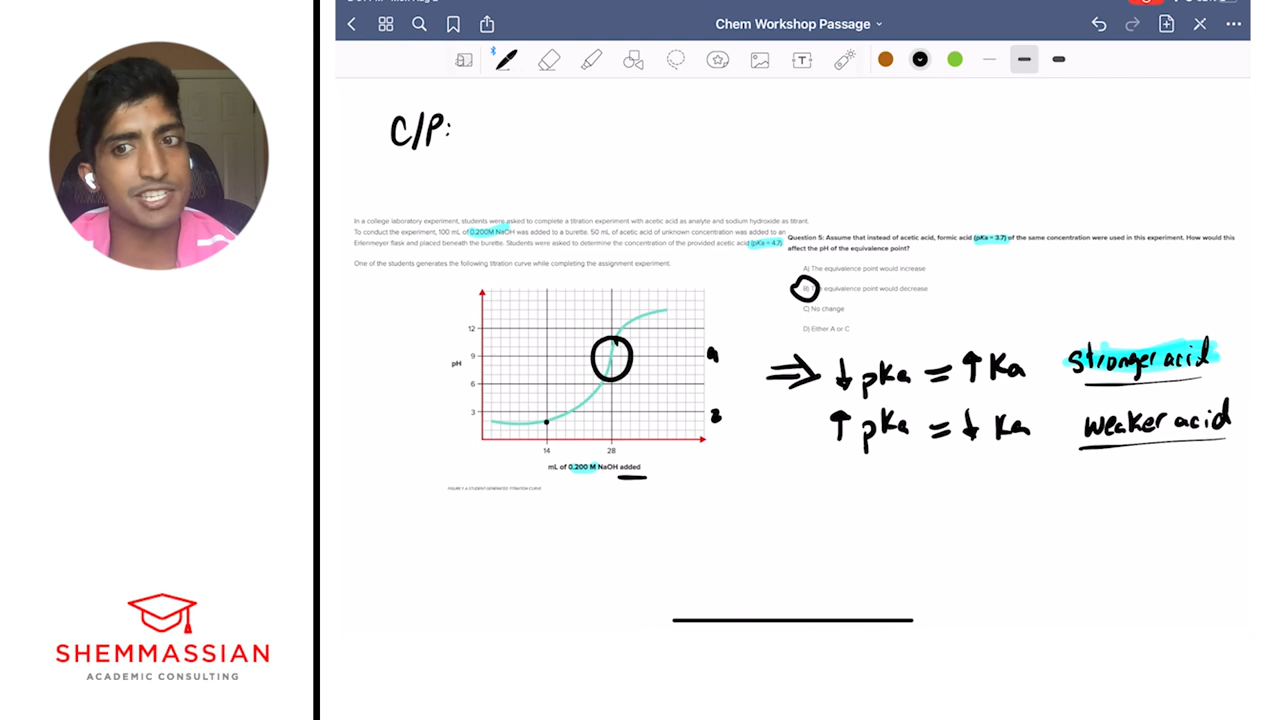 Chem Workshop Passage
C/P:
In a college laboratory experiment, students were asked to complete a titration experiment with acetic acid as analyte and sodium hydroxide as titrant.
To conduct the experiment, 100 mL of 0.200M NaOH was added to a burette. 50 mL of acetic acid of unknown concentration was added to an
Erlenmeyer flask and placed beneath the burette. Students were asked to determine the concentration of the provided acetic acid (pKa = 4.7).
One of the students generates the following titration curve while completing the assignment experiment.
12
9
6
3
pH
14
28
mL of 0.200 M NaOH added
FIGURE 1. A STUDENT-GENERATED TITRATION CURVE
Question 5: Assume that instead of acetic acid, formic acid (pKa = 3.7) of the same concentration were used in this experiment. How would this
affect the pH of the equivalence point?
A) The equivalence point would increase
B) The equivalence point would decrease
C) No change
D) Either A or C
⇒ ↓ pKa = ↑ Ka stronger acid
↑ pKa = ↓ Ka weaker acid
SHEMMASSIAN
ACADEMIC CONSULTING